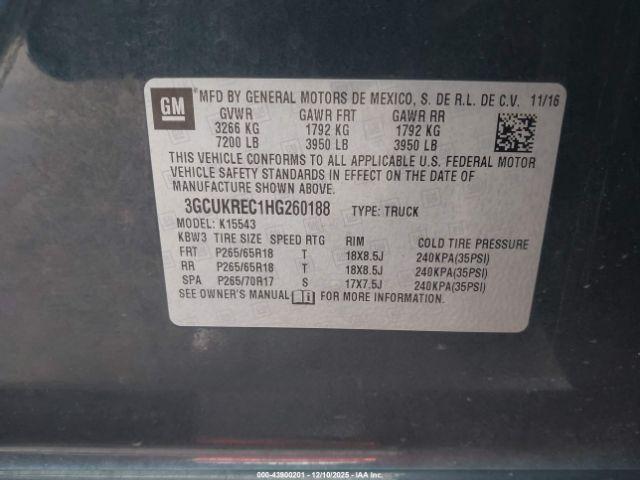 GM
MFD BY GENERAL MOTORS DE MEXICO, S. DE R.L. DE C.V. 11/16
GVWR GAWR FRT GAWR RR
3266 KG 1792 KG 1792 KG
7200 LB 3950 LB 3950 LB
THIS VEHICLE CONFORMS TO ALL APPLICABLE U.S. FEDERAL MOTOR
VEHICLE SAFETY STANDARDS IN EFFECT ON THE DATE OF
MANUFACTURE SHOWN ABOVE.
3GCUKREC1HG260188 TYPE: TRUCK
MODEL: K15543
KBW3 TIRE SIZE SPEED RTG RIM COLD TIRE PRESSURE
FRT P265/65R18 T 18X8.5J 240KPA(35PSI)
RR P265/65R18 T 18X8.5J 240KPA(35PSI)
SPA P265/70R17 S 17X7.5J 240KPA(35PSI)
SEE OWNER'S MANUAL FOR MORE INFORMATION
000-43900201 - 12/10/2025 - COPYRIGHT IAA, LLC.